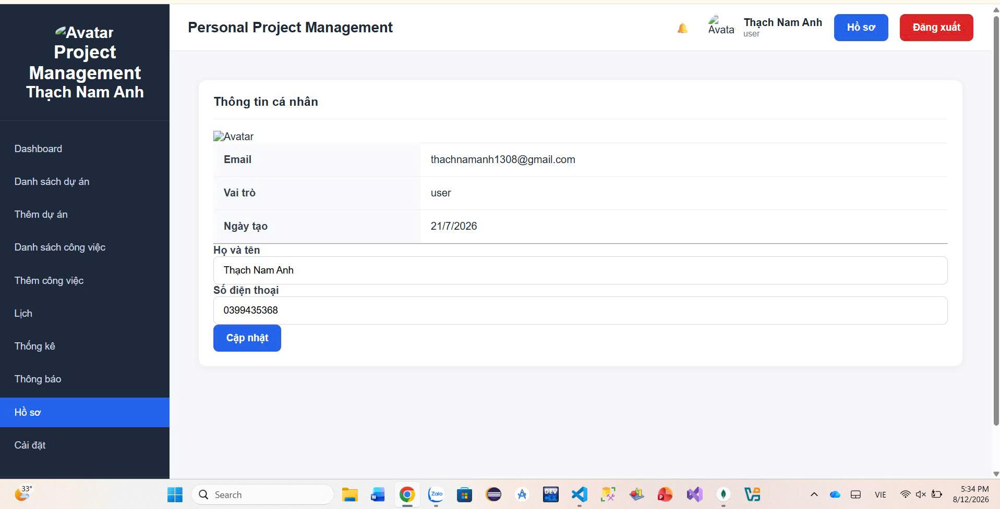 Avatar
Project
Management
Thạch Nam Anh
Dashboard
Danh sách dự án
Thêm dự án
Danh sách công việc
Thêm công việc
Lịch
Thống kê
Thông báo
Hồ sơ
Cài đặt
Personal Project Management
Avata
Thạch Nam Anh
user
Hồ sơ
Đăng xuất
Thông tin cá nhân
Avatar
Email thachnamanh1308@gmail.com
Vai trò user
Ngày tạo 21/7/2026
Họ và tên
Thạch Nam Anh
Số điện thoại
0399435368
Cập nhật
33°
Search
Zalo
DEV
C++
VIE
5:34 PM
8/12/2026